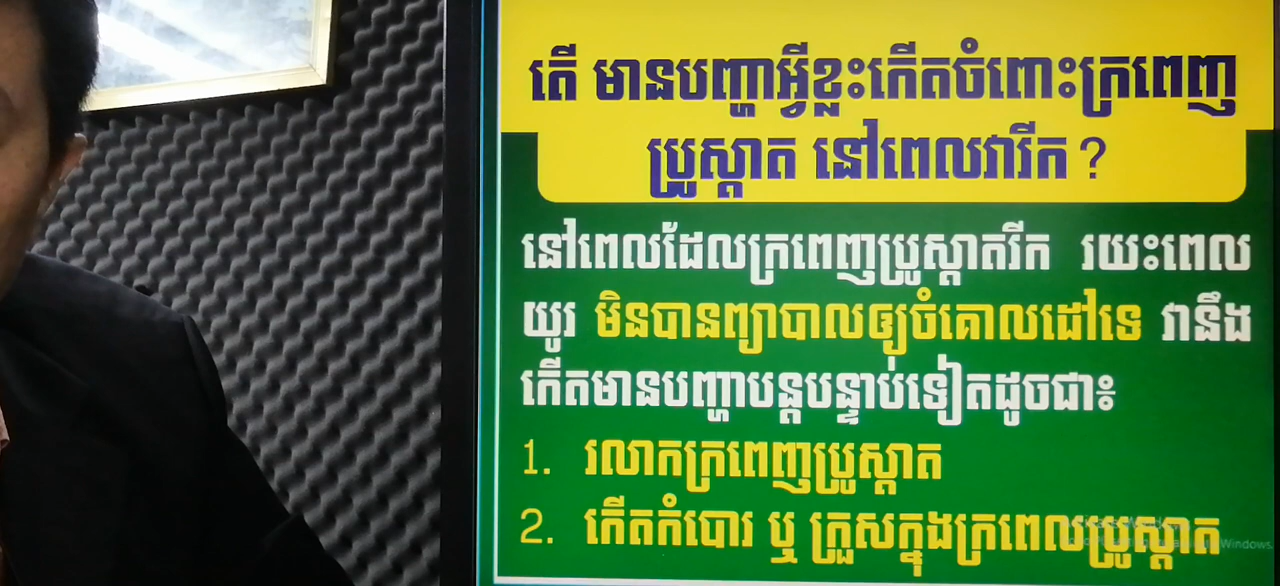 តើ មានបញ្ហាអ្វីខ្លះកើតចំពោះក្រពេញ
ប្រូស្តាត នៅពេលវារីក ?
នៅពេលដែលក្រពេញប្រូស្តាតរីក រយះពេល
យូរ មិនបានព្យាបាលឲ្យចំគោលដៅទេ វានឹង
កើតមានបញ្ហាបន្តបន្ទាប់ទៀតដូចជា៖
1. រលាកក្រពេញប្រូស្តាត
2. កើតកំបោរ ឬ គ្រួសក្នុងក្រពេលប្រូស្តាត
Windows.